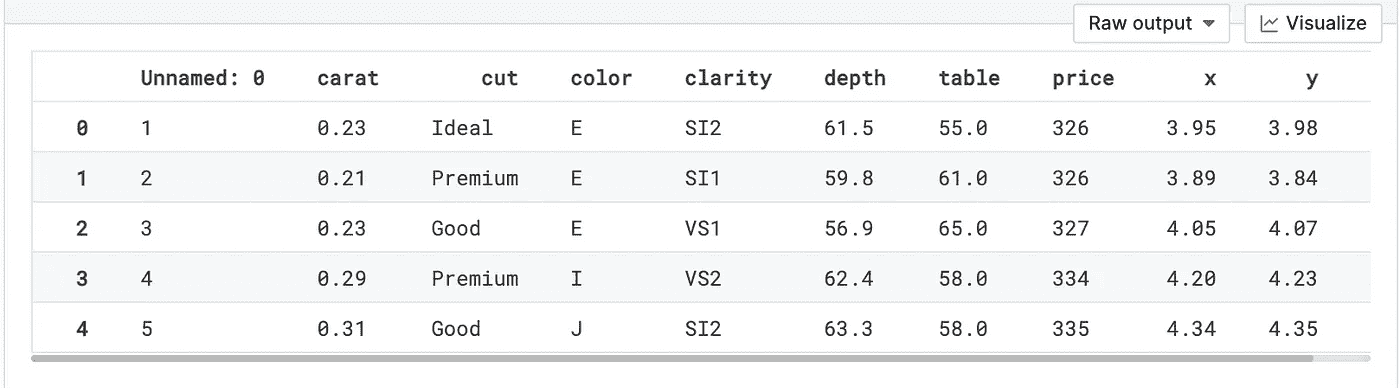 Raw output Visualize
Unnamed: 0 carat cut color clarity depth table price x y
0 1 0.23 Ideal E SI2 61.5 55.0 326 3.95 3.98
1 2 0.21 Premium E SI1 59.8 61.0 326 3.89 3.84
2 3 0.23 Good E VS1 56.9 65.0 327 4.05 4.07
3 4 0.29 Premium I VS2 62.4 58.0 334 4.20 4.23
4 5 0.31 Good J SI2 63.3 58.0 335 4.34 4.35